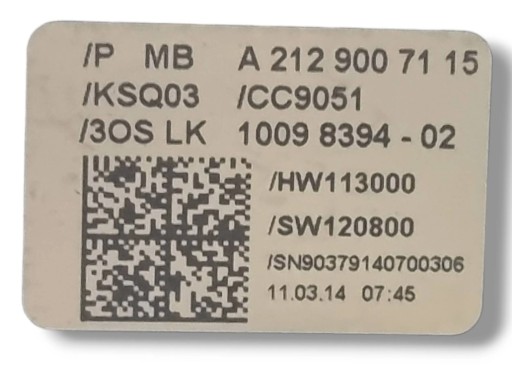 /P MB A 212 900 71 15
/KSQ03 /CC9051
/3OS LK 1009 8394 - 02
/HW113000
/SW120800
/SN90379140700306
11.03.14 07:45